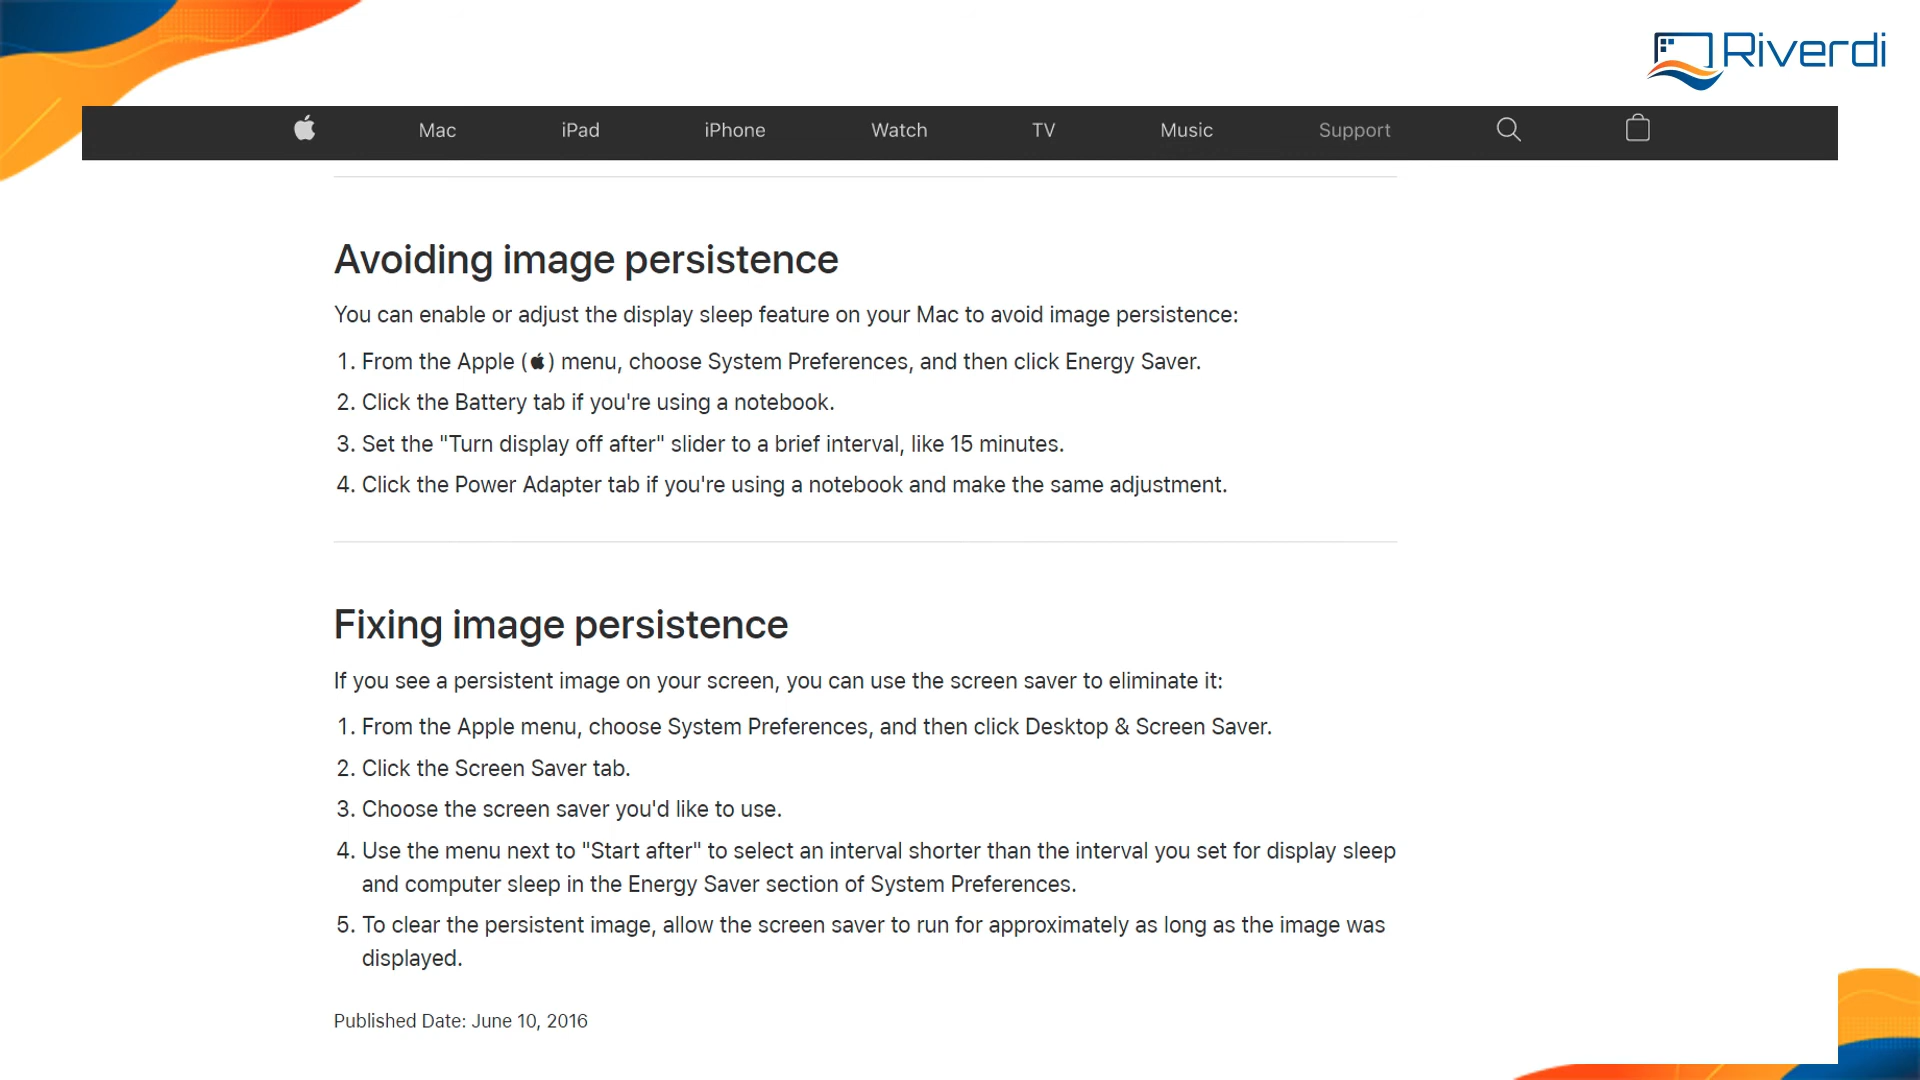 Riverdi
Mac iPad iPhone Watch TV Music Support
Avoiding image persistence
You can enable or adjust the display sleep feature on your Mac to avoid image persistence:
1. From the Apple () menu, choose System Preferences, and then click Energy Saver.
2. Click the Battery tab if you're using a notebook.
3. Set the "Turn display off after" slider to a brief interval, like 15 minutes.
4. Click the Power Adapter tab if you're using a notebook and make the same adjustment.
Fixing image persistence
If you see a persistent image on your screen, you can use the screen saver to eliminate it:
1. From the Apple menu, choose System Preferences, and then click Desktop & Screen Saver.
2. Click the Screen Saver tab.
3. Choose the screen saver you'd like to use.
4. Use the menu next to "Start after" to select an interval shorter than the interval you set for display sleep
and computer sleep in the Energy Saver section of System Preferences.
5. To clear the persistent image, allow the screen saver to run for approximately as long as the image was
displayed.
Published Date: June 10, 2016